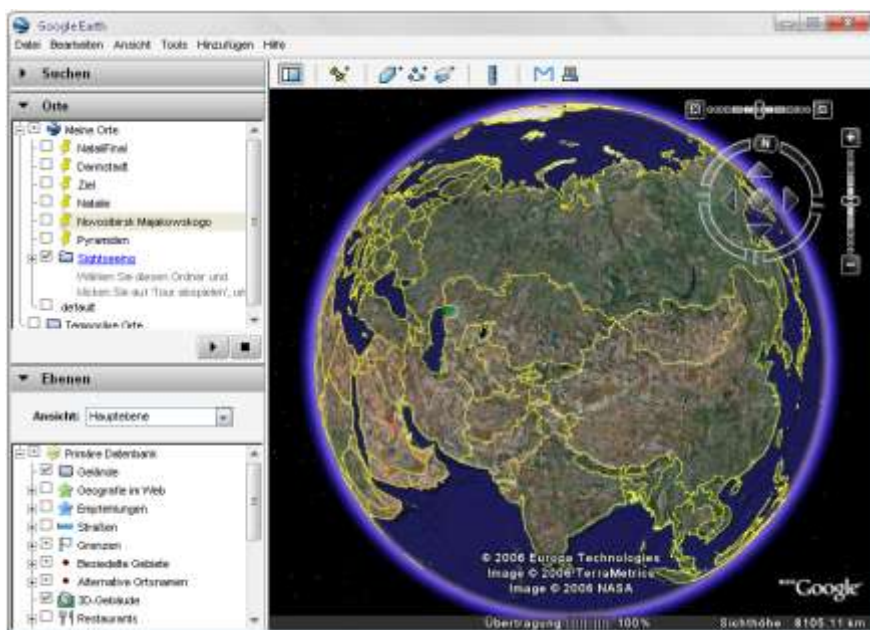 Google Earth
Datei Bearbeiten Ansicht Tools Hinzufügen Hilfe
Suchen
Orte
Meine Orte
NataliFinal
Darmstadt
Ziel
Natalie
Novosibirsk Majakowskogo
Pyramiden
Sightseeing
Wählen Sie diesen Ordner und
klicken Sie auf 'Tour abspielen', um
default
Temporäre Orte
Ebenen
Ansicht: Hauptebene
Primäre Datenbank
Gelände
Geografie im Web
Empfehlungen
Straßen
Grenzen
Besiedelte Gebiete
Alternative Ortsnamen
3D-Gebäude
Restaurants
N
© 2006 Europa Technologies
Image © 2006 TerraMetrics
Image © 2006 NASA
Google
Übertragung 100% Sichthöhe 8105.11 km